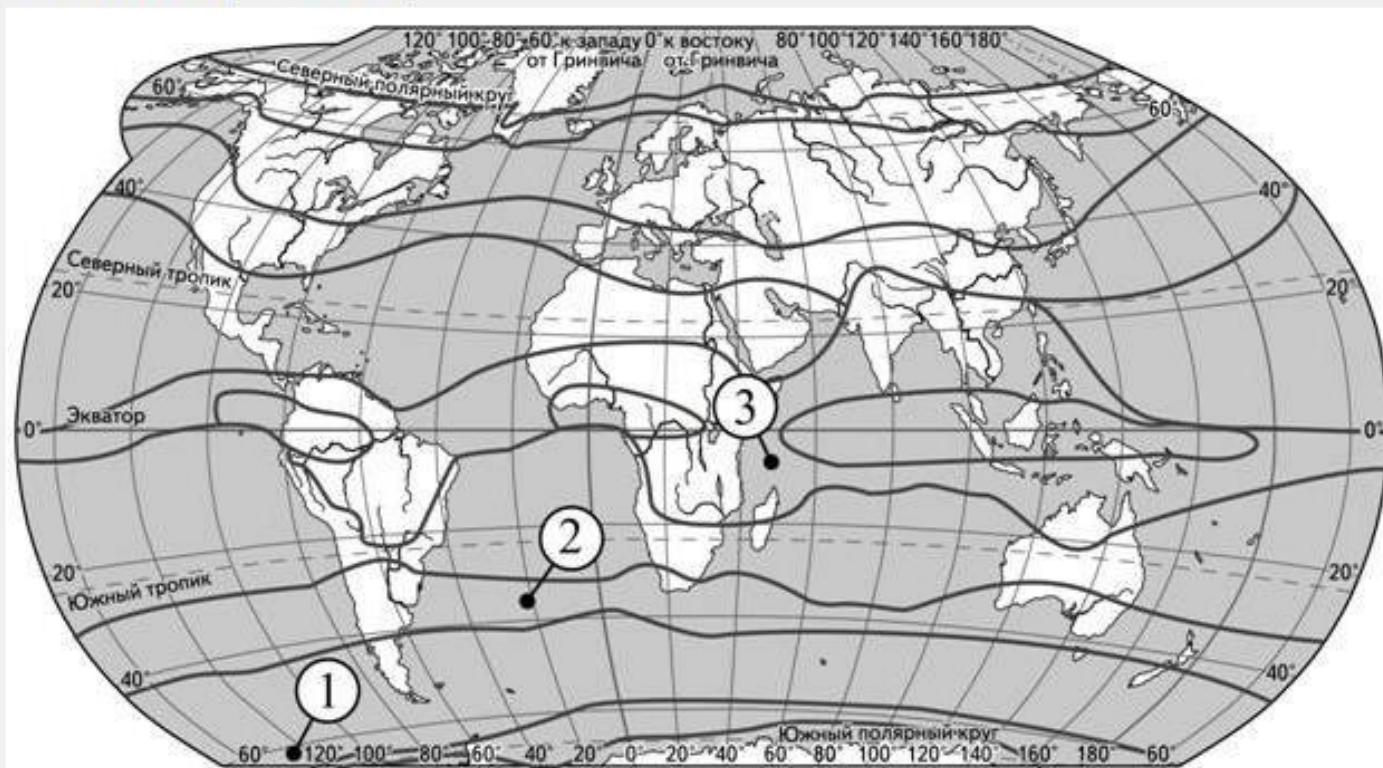 120° 100° 80° 60° к западу 0° к востоку 80° 100° 120° 140° 160° 180°
от Гринвича от Гринвича
Северный полярный круг
60° 60°
40° 40°
Северный тропик
20° 20°
3
Экватор
0° 0°
2
20° 20°
Южный тропик
40° 40°
1
Южный полярный круг
60° 120° 100° 80° 60° 40° 20° 0° 20° 40° 60° 80° 100° 120° 140° 160° 180° 60°